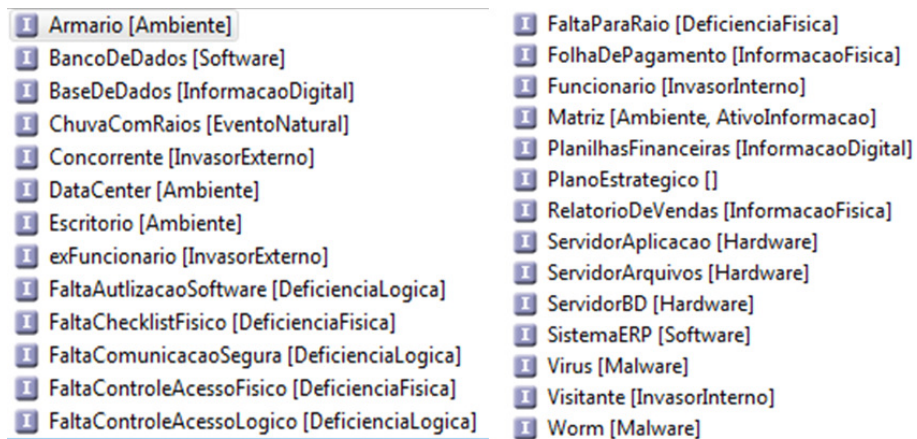 Armario [Ambiente]
BancoDeDados [Software]
BaseDeDados [InformacaoDigital]
ChuvaComRaios [EventoNatural]
Concorrente [InvasorExterno]
DataCenter [Ambiente]
Escritorio [Ambiente]
exFuncionario [InvasorExterno]
FaltaAutlizacaoSoftware [DeficienciaLogica]
FaltaChecklistFisico [DeficienciaFisica]
FaltaComunicacaoSegura [DeficienciaLogica]
FaltaControleAcessoFisico [DeficienciaFisica]
FaltaControleAcessoLogico [DeficienciaLogica]
FaltaParaRaio [DeficienciaFisica]
FolhaDePagamento [InformacaoFisica]
Funcionario [InvasorInterno]
Matriz [Ambiente, AtivoInformacao]
PlanilhasFinanceiras [InformacaoDigital]
PlanoEstrategico []
RelatorioDeVendas [InformacaoFisica]
ServidorAplicacao [Hardware]
ServidorArquivos [Hardware]
ServidorBD [Hardware]
SistemaERP [Software]
Virus [Malware]
Visitante [InvasorInterno]
Worm [Malware]